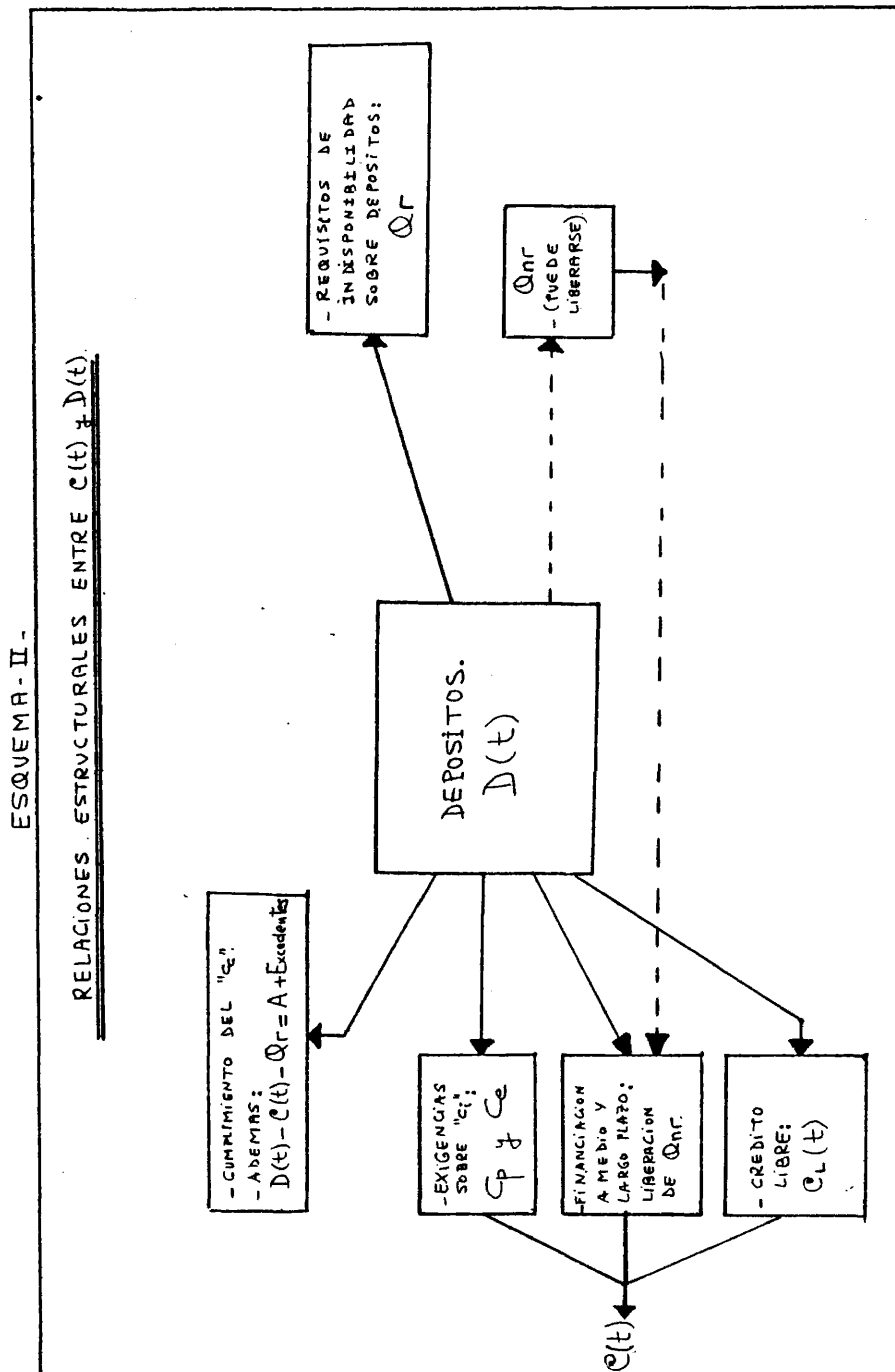 ESQUEMA-II-
RELACIONES ESTRUCTURALES ENTRE C(t) y D(t).
- REQUISITOS DE
INDISPONIBILIDAD
SOBRE DEPOSITOS:
Qr
Qnr
- (PUEDE
LIBERARSE)
DEPOSITOS.
D(t)
- CUMPLIMIENTO DEL "Cc".
- ADEMAS:
D(t)-C(t)-Qr=A+Excedentes
- EXIGENCIAS
SOBRE "Ci":
Cp y Ce
-FINANCIACION
A MEDIO Y
LARGO PLAZO:
LIBERACION
DE Qnr.
- CREDITO
LIBRE:
CL(t)
C(t)